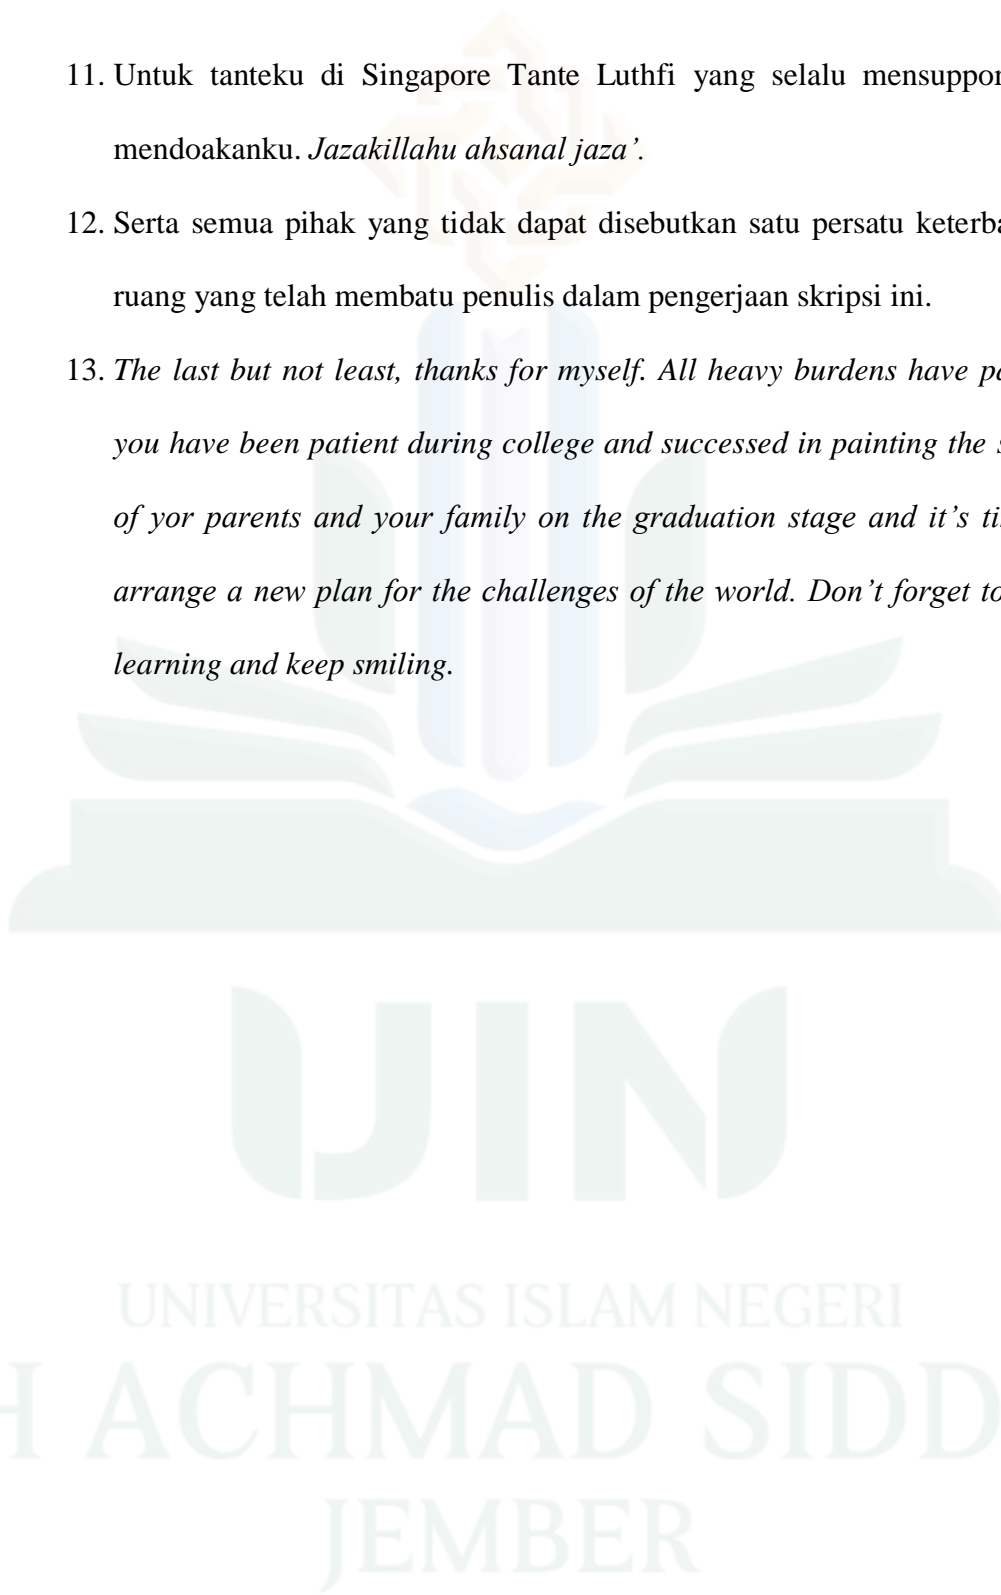 11. Untuk tanteku di Singapore Tante Luthfi yang selalu
mendoakanku. Jazakillahu ahsanal jaza’.
12. Serta semua pihak yang tidak dapat disebutkan satu persatu
ruang yang telah membatu penulis dalam pengerjaan skripsi ini.
13. The last but not least, thanks for myself. All heavy burdens have
you have been patient during college and successed in painting the
of yor parents and your family on the graduation stage and it’s
arrange a new plan for the challenges of the world. Don’t forget to
learning and keep smiling.
UIN
UNIVERSITAS ISLAM NEGERI
H ACHMAD SIDD
JEMBER